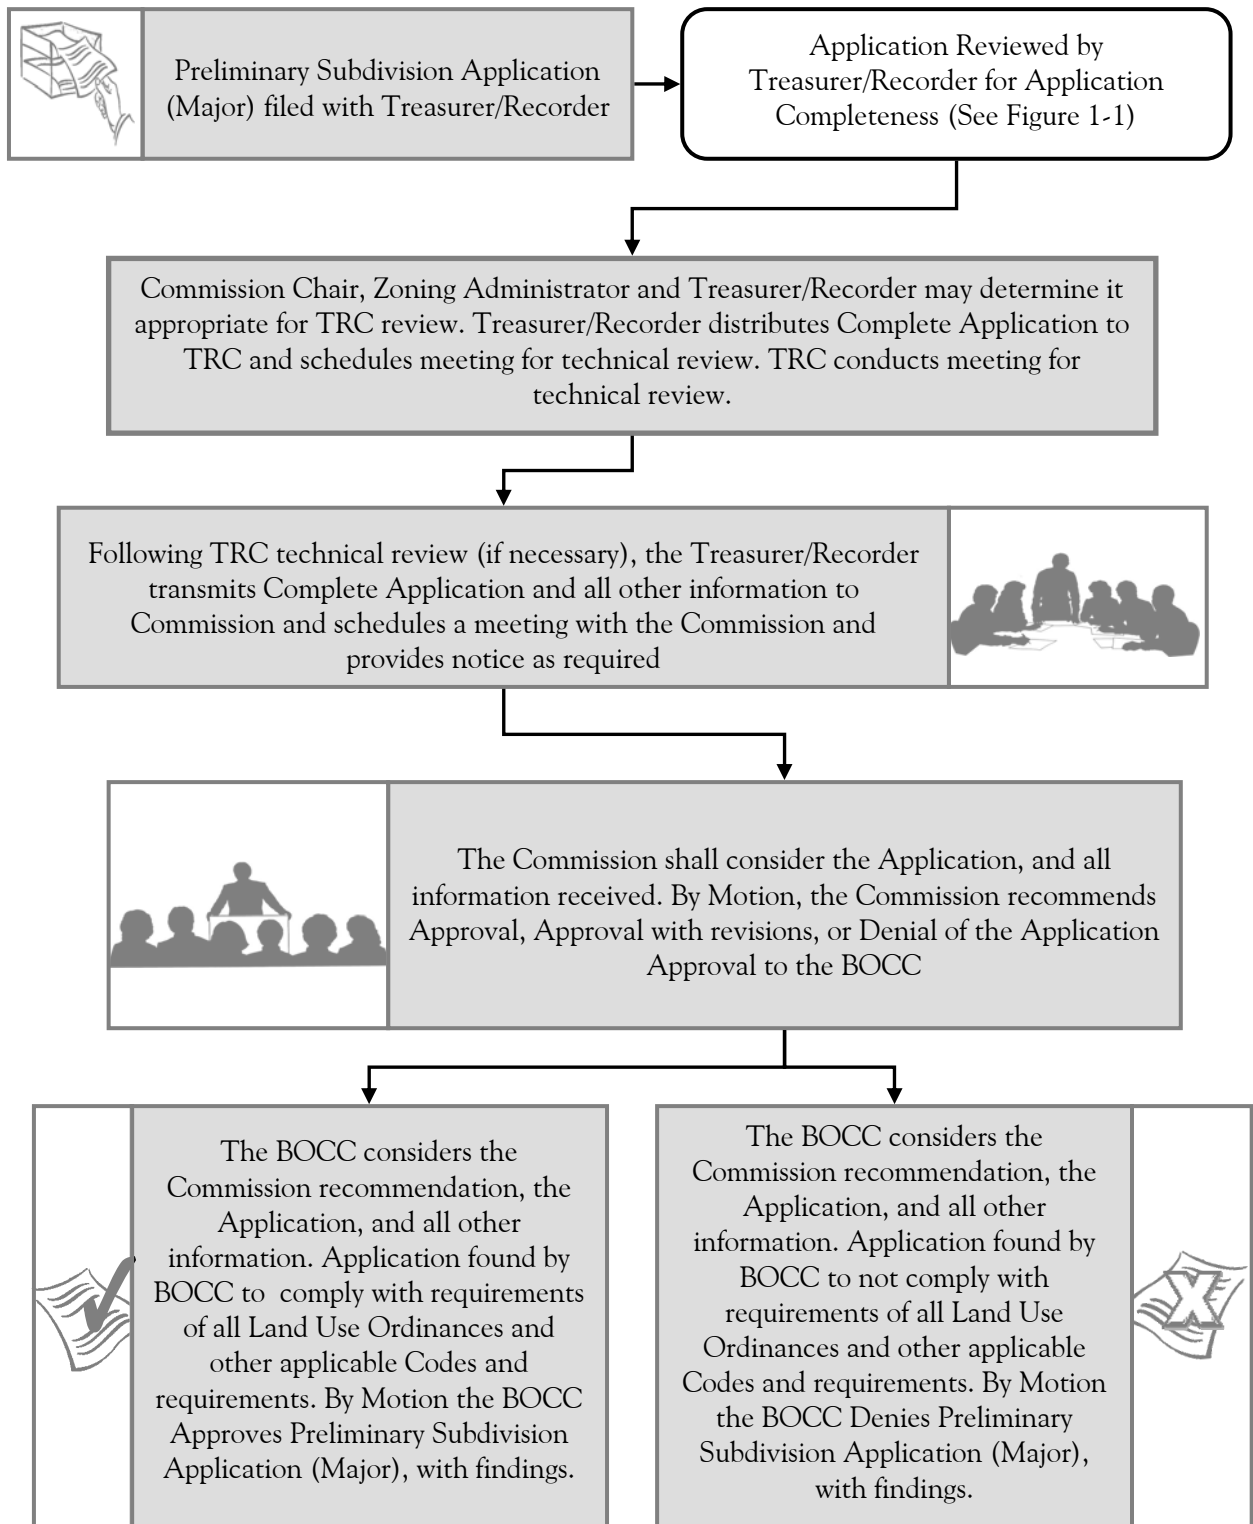 Preliminary Subdivision Application
(Major) filed with Treasurer/Recorder
Application Reviewed by
Treasurer/Recorder for Application
Completeness (See Figure 1-1)
Commission Chair, Zoning Administrator and Treasurer/Recorder may determine it
appropriate for TRC review. Treasurer/Recorder distributes Complete Application to
TRC and schedules meeting for technical review. TRC conducts meeting for
technical review.
Following TRC technical review (if necessary), the Treasurer/Recorder
transmits Complete Application and all other information to
Commission and schedules a meeting with the Commission and
provides notice as required
The Commission shall consider the Application, and all
information received. By Motion, the Commission recommends
Approval, Approval with revisions, or Denial of the Application
Approval to the BOCC
The BOCC considers the
Commission recommendation, the
Application, and all other
information. Application found by
BOCC to comply with requirements
of all Land Use Ordinances and
other applicable Codes and
requirements. By Motion the BOCC
Approves Preliminary Subdivision
Application (Major), with findings.
The BOCC considers the
Commission recommendation, the
Application, and all other
information. Application found by
BOCC to not comply with
requirements of all Land Use
Ordinances and other applicable
Codes and requirements. By Motion
the BOCC Denies Preliminary
Subdivision Application (Major),
with findings.
X